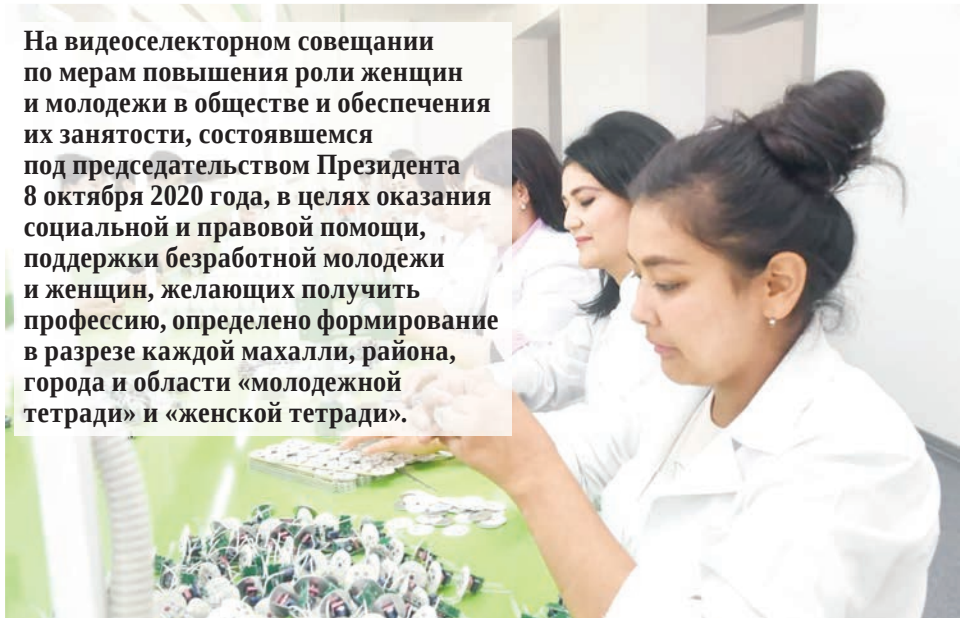 На видеоселекторном совещании
по мерам повышения роли женщин
и молодежи в обществе и обеспечения
их занятости, состоявшемся
под председательством Президента
8 октября 2020 года, в целях оказания
социальной и правовой помощи,
поддержки безработной молодежи
и женщин, желающих получить
профессию, определено формирование
в разрезе каждой махалли, района,
города и области «молодежной
тетради» и «женской тетради».